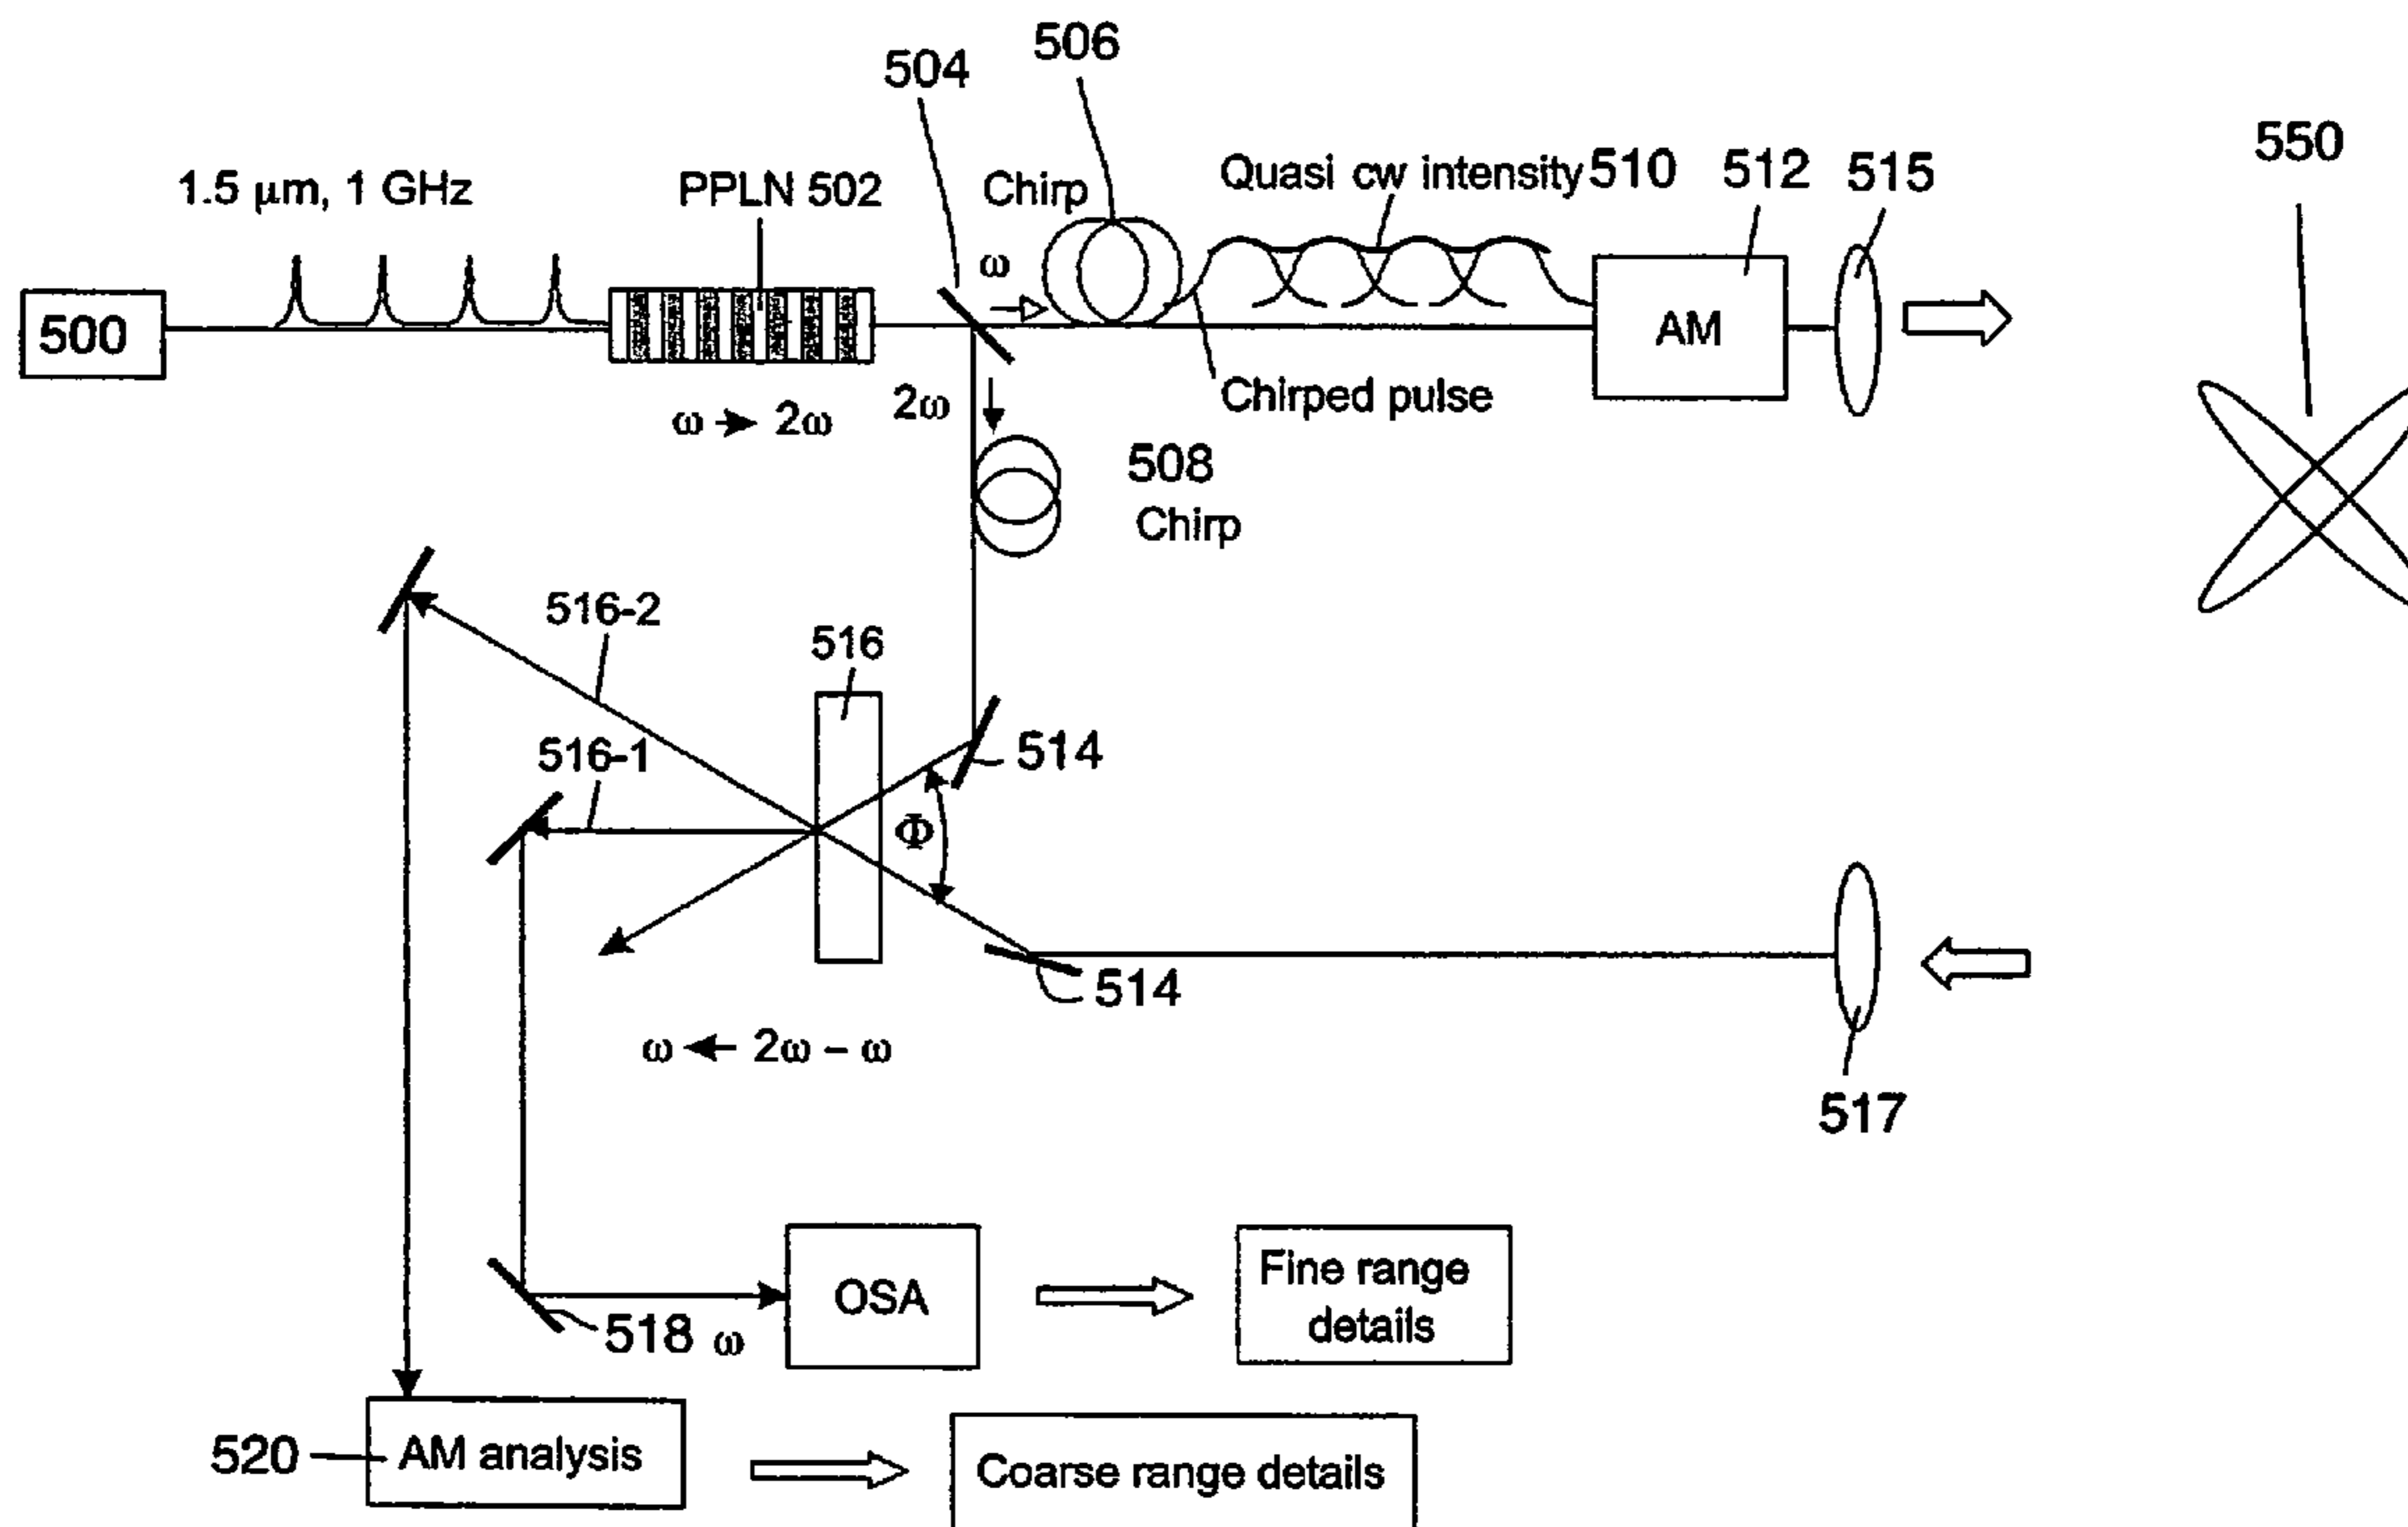 506
504
550
1.5 μm, 1 GHz
PPLN 502
Chirp
Quasi cw intensity 510
512
515
ω
500
AM
ω → 2ω
2ω
Chirped pulse
508
Chirp
516-2
516
516-1
514
Φ
514
ω ← 2ω – ω
517
OSA
Fine range
details
518 ω
520
AM analysis
Coarse range details